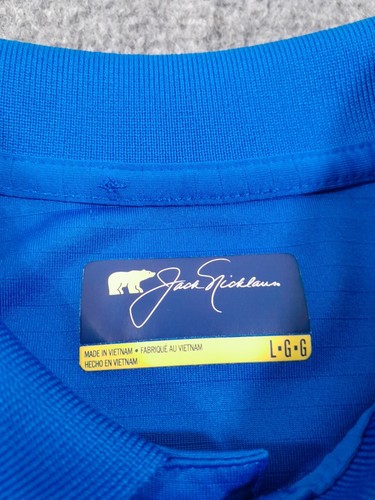 Jack Nicklaus
MADE IN VIETNAM • FABRIQUÉ AU VIETNAM
HECHO EN VIETNAM
L•G•G